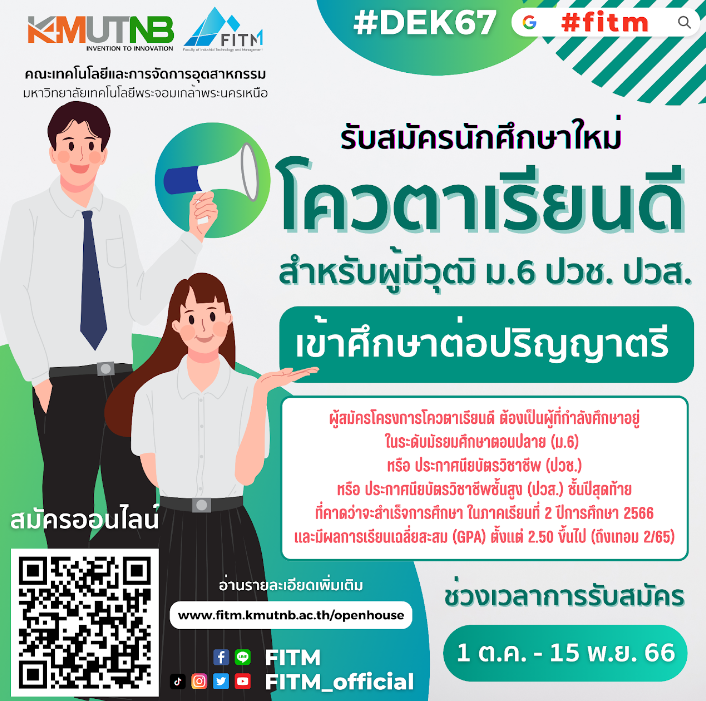 KMUTNB
INVENTION TO INNOVATION
FITM
Faculty of Industrial Technology and Management
#DEK67
#fitm
คณะเทคโนโลยีและการจัดการอุตสาหกรรม
มหาวิทยาลัยเทคโนโลยีพระจอมเกล้าพระนครเหนือ
รับสมัครนักศึกษาใหม่
โควตาเรียนดี
สำหรับผู้มีวุฒิ ม.6 ปวช. ปวส.
เข้าศึกษาต่อปริญญาตรี
ผู้สมัครโครงการโควตาเรียนดี ต้องเป็นผู้ที่กำลังศึกษาอยู่
ในระดับมัธยมศึกษาตอนปลาย (ม.6)
หรือ ประกาศนียบัตรวิชาชีพ (ปวช.)
หรือ ประกาศนียบัตรวิชาชีพชั้นสูง (ปวส.) ชั้นปีสุดท้าย
ที่คาดว่าจะสำเร็จการศึกษา ในภาคเรียนที่ 2 ปีการศึกษา 2566
และมีผลการเรียนเฉลี่ยสะสม (GPA) ตั้งแต่ 2.50 ขึ้นไป (ถึงเทอม 2/65)
สมัครออนไลน์
อ่านรายละเอียดเพิ่มเติม
www.fitm.kmutnb.ac.th/openhouse
FITM
FITM_official
ช่วงเวลาการรับสมัคร
1 ต.ค. - 15 พ.ย. 66